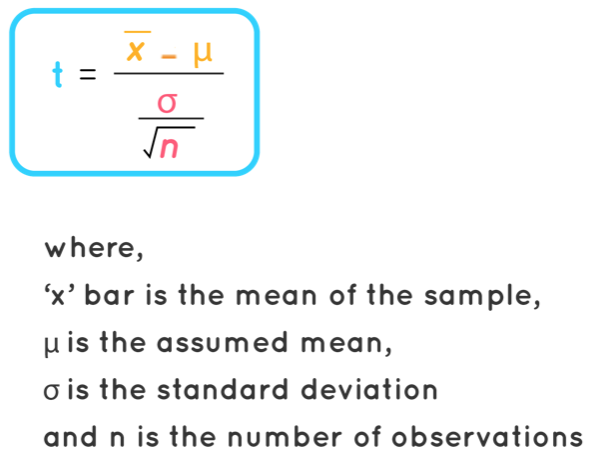 t = (x̅ - μ) / (σ / √n)
where,
‘x’ bar is the mean of the sample,
μ is the assumed mean,
σ is the standard deviation
and n is the number of observations